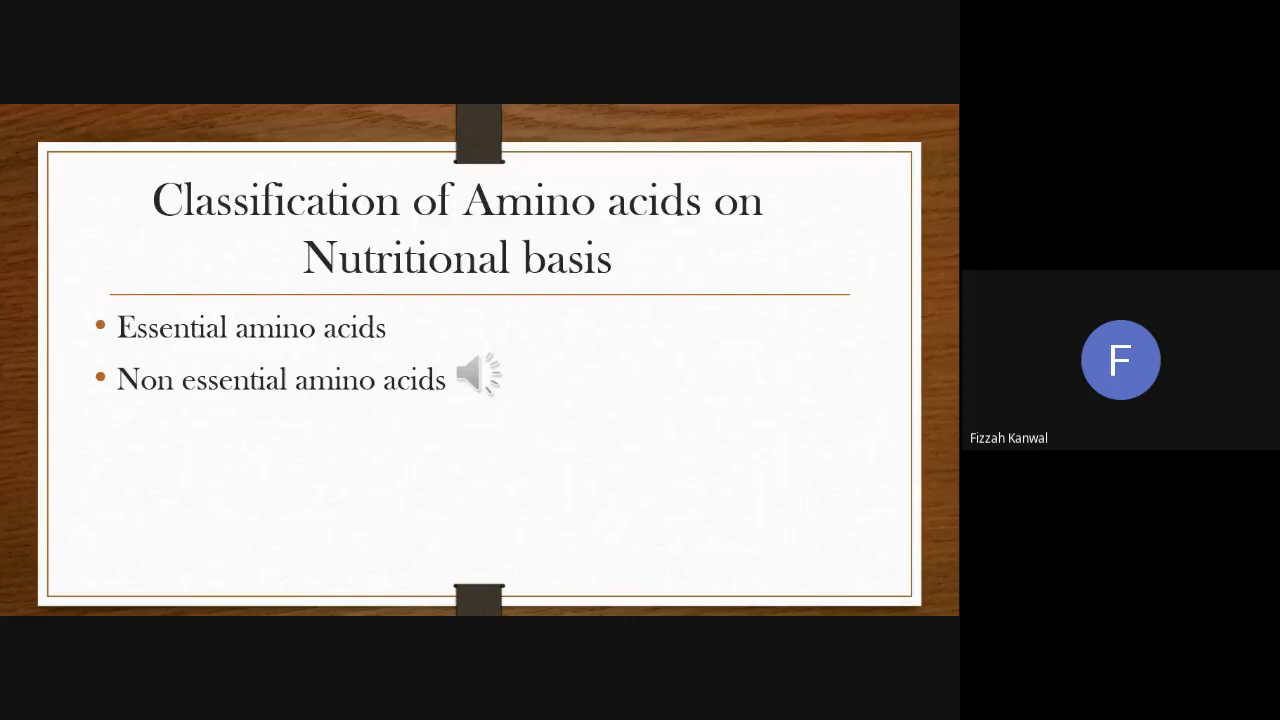 Classification of Amino acids on
Nutritional basis
• Essential amino acids
• Non essential amino acids
F
Fizzah Kanwal